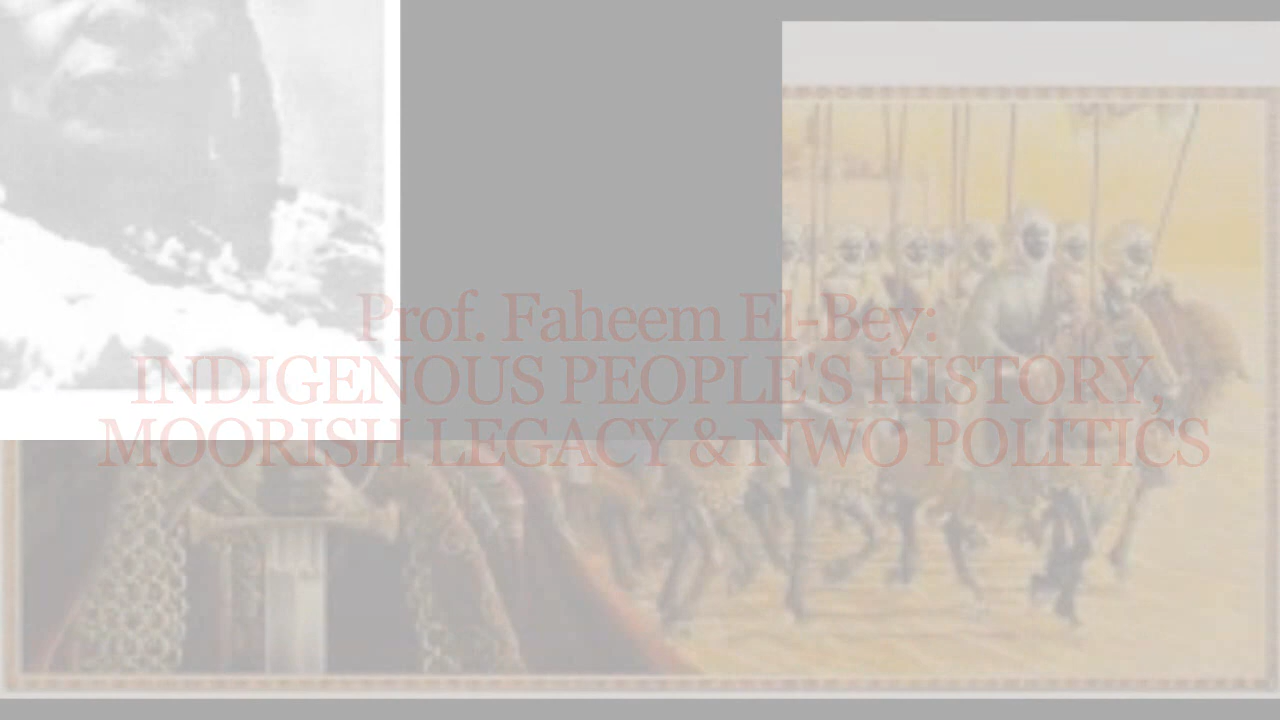 Prof. Faheem El-Bey:
INDIGENOUS PEOPLE'S HISTORY,
MOORISH LEGACY & NWO POLITICS